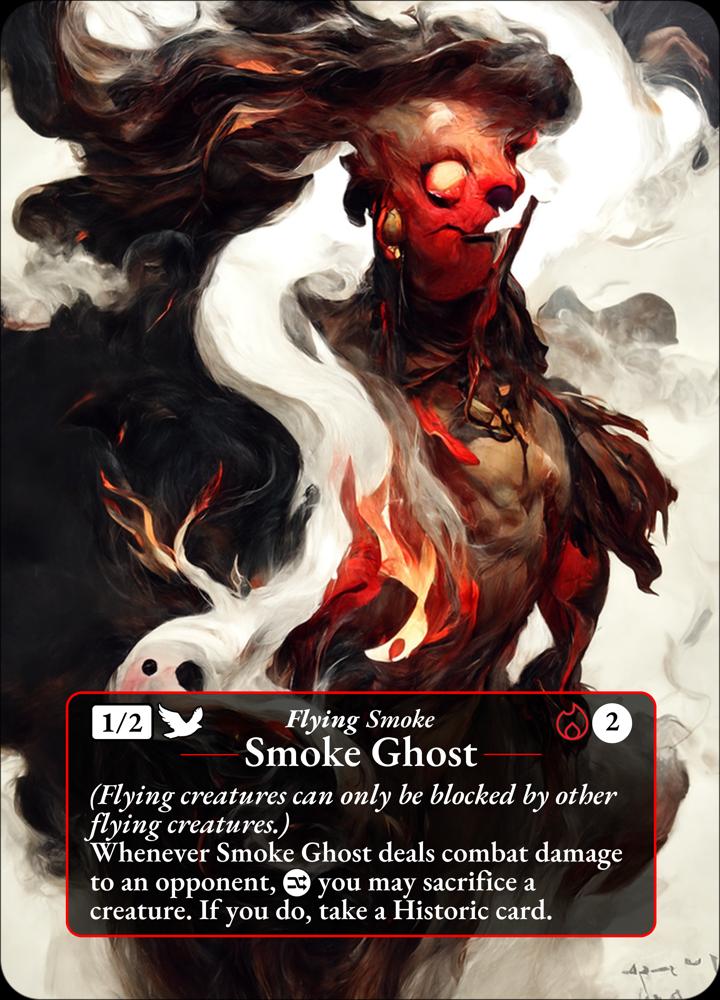 1/2 Flying Smoke 2
Smoke Ghost
(Flying creatures can only be blocked by other
flying creatures.)
Whenever Smoke Ghost deals combat damage
to an opponent, you may sacrifice a
creature. If you do, take a Historic card.